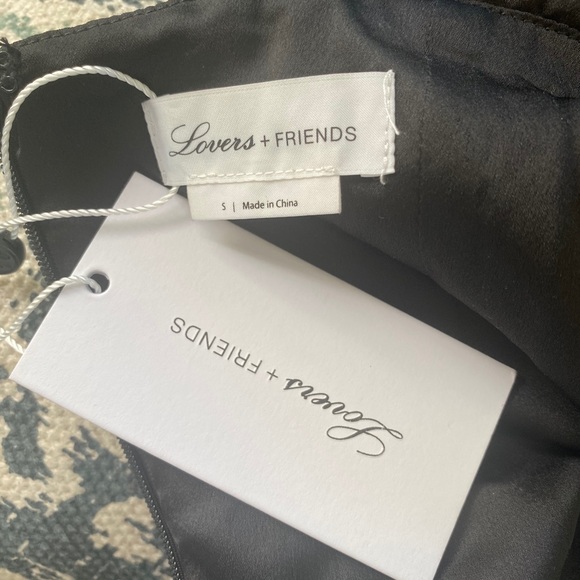 Lovers + FRIENDS
S | Made in China
Lovers + FRIENDS